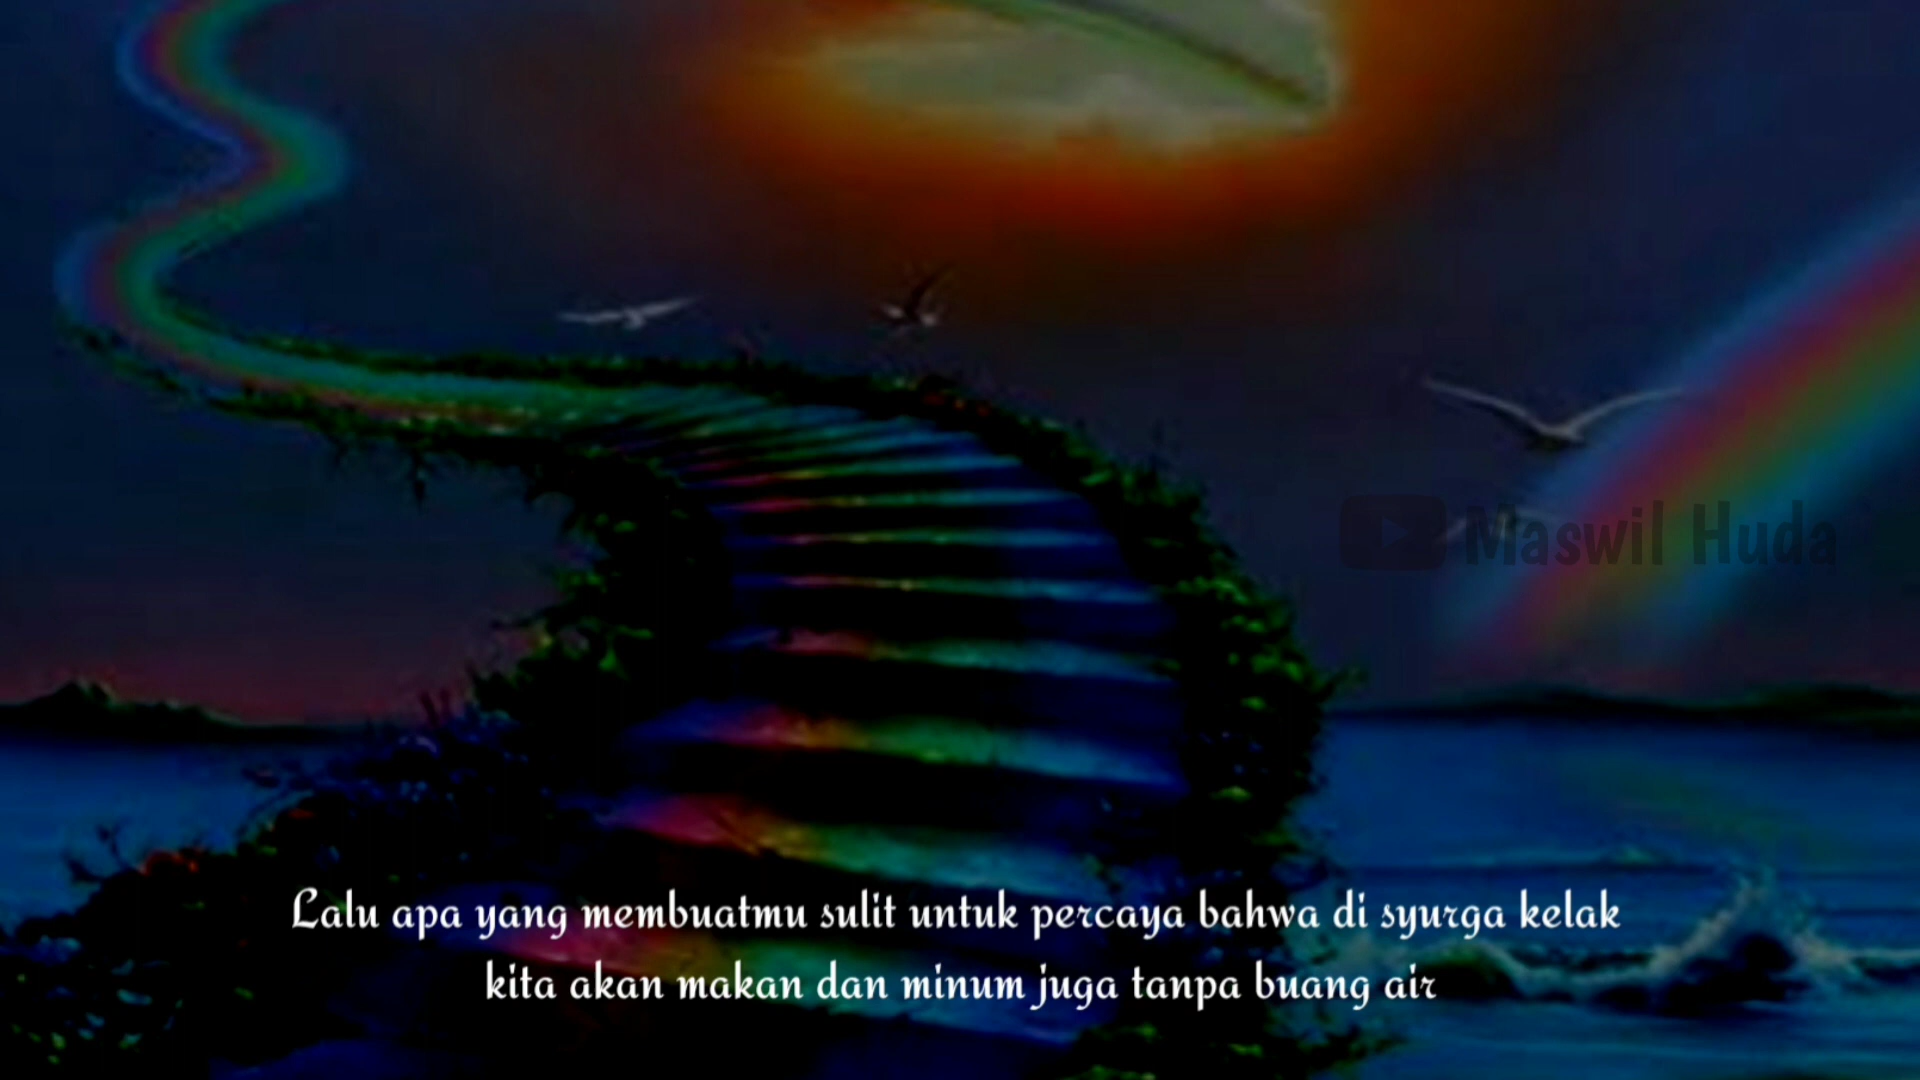 Maswil Huda
Lalu apa yang membuatmu sulit untuk percaya bahwa di syurga kelak
kita akan makan dan minum juga tanpa buang air